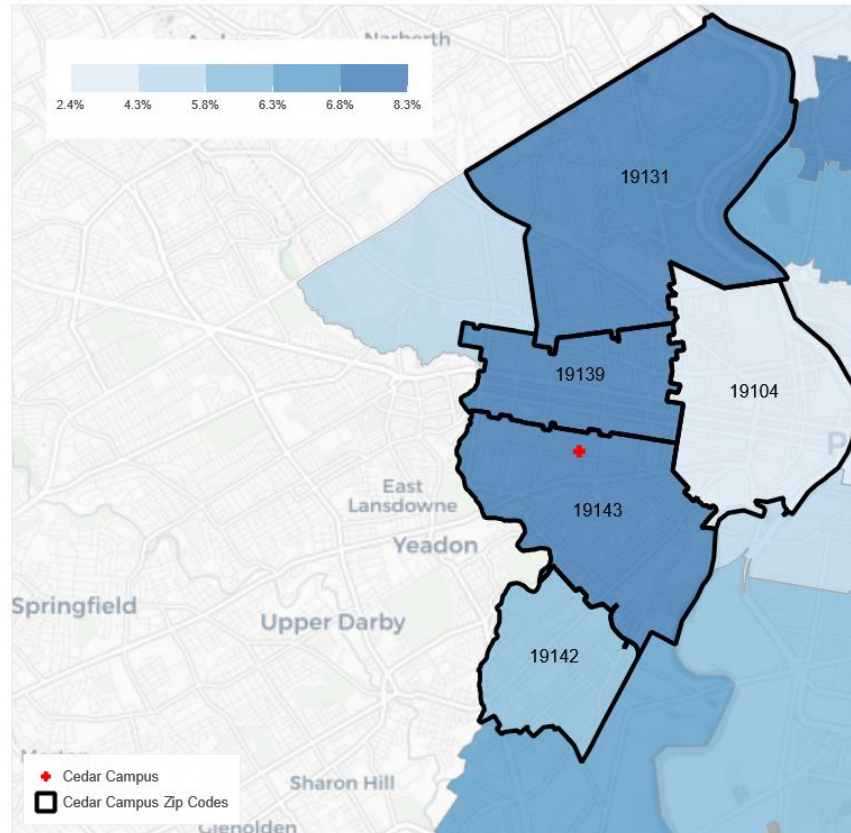 Narberth
2.4% 4.3% 5.8% 6.3% 6.8% 8.3%
19131
19139
19104
East
Lansdowne
19143
Yeadon
Springfield
Upper Darby
19142
Cedar Campus
Sharon Hill
Cedar Campus Zip Codes
Glenolden